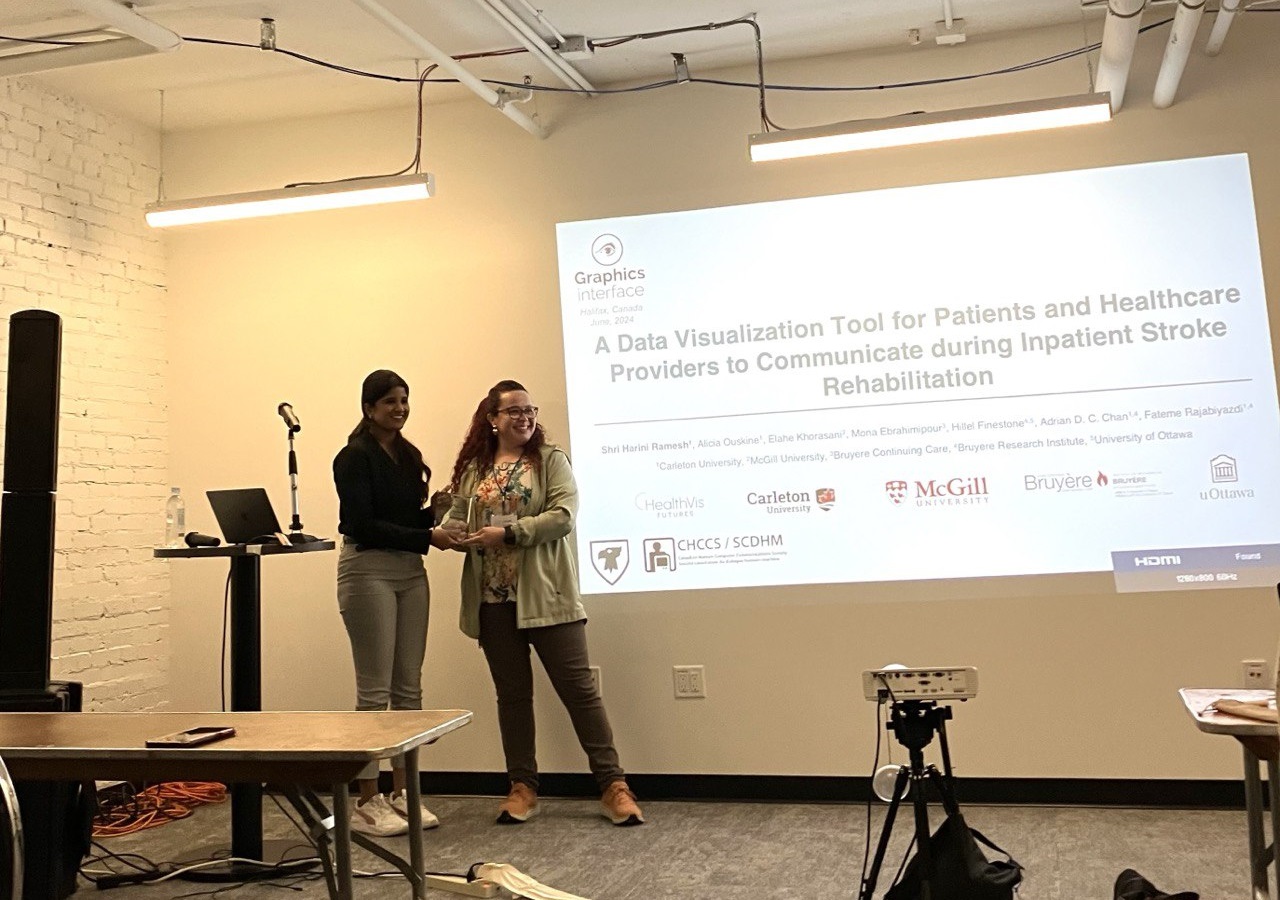 Graphics
interface
Halifax, Canada
June, 2024
A Data Visualization Tool for Patients and Healthcare
Providers to Communicate during Inpatient Stroke
Rehabilitation
Shri Harini Ramesh¹, Alicia Ouskine¹, Elahe Khorasani², Mona Ebrahimipour³, Hillel Finestone⁴,⁵, Adrian D. C. Chan¹,⁴, Fateme Rajabiyazdi¹,⁴
¹Carleton University, ²McGill University, ³Bruyere Continuing Care, ⁴Bruyere Research Institute, ⁵University of Ottawa
HealthVis
FUTURES
Carleton
University
McGill
UNIVERSITY
Bruyère
BRUYÈRE
uOttawa
CHCCS / SCDHM
HDMI Found
1280x800 60Hz